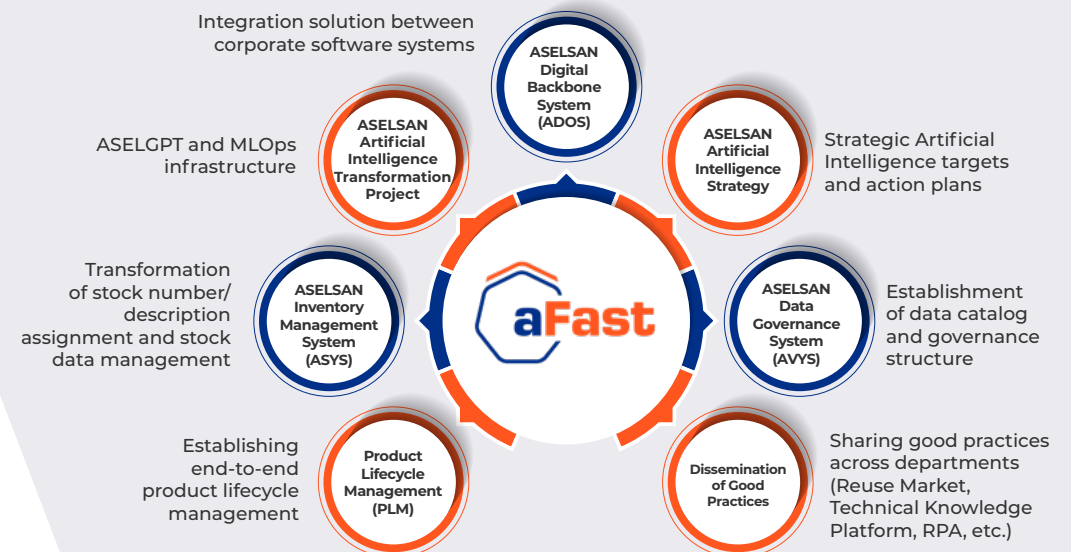 Integration solution between
corporate software systems
ASELSAN
Digital
Backbone
System
(ADOS)
ASELGPT and MLOps
infrastructure
ASELSAN
Artificial
Intelligence
Transformation
Project
ASELSAN
Artificial
Intelligence
Strategy
Strategic Artificial
Intelligence targets
and action plans
Transformation
of stock number/
description
assignment and stock
data management
ASELSAN
Inventory
Management
System
(ASYS)
aFast
ASELSAN
Data
Governance
System
(AVYS)
Establishment
of data catalog
and governance
structure
Establishing
end-to-end
product lifecycle
management
Product
Lifecycle
Management
(PLM)
Dissemination
of Good
Practices
Sharing good practices
across departments
(Reuse Market,
Technical Knowledge
Platform, RPA, etc.)